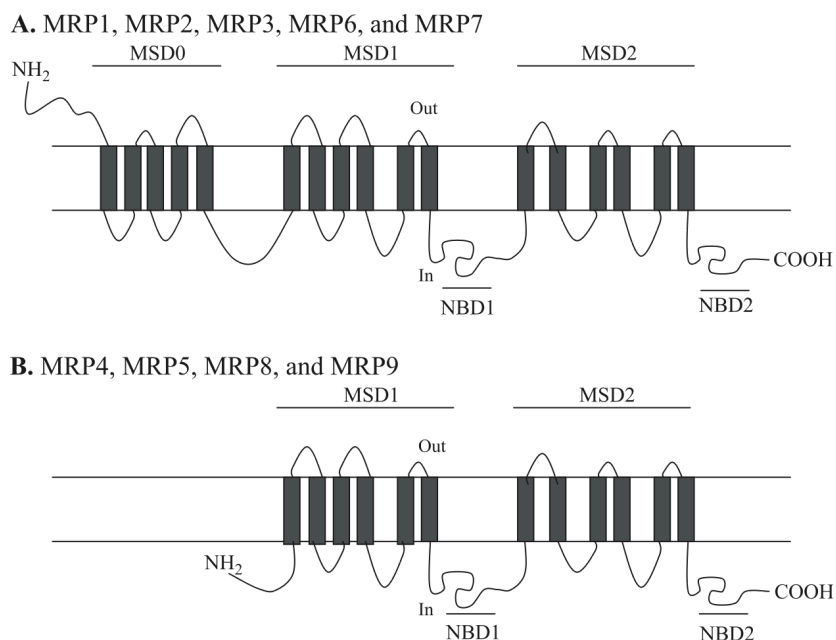 A. MRP1, MRP2, MRP3, MRP6, and MRP7
MSD0 MSD1 MSD2
NH2
Out
In
COOH
NBD1 NBD2
B. MRP4, MRP5, MRP8, and MRP9
MSD1 MSD2
Out
NH2
In
COOH
NBD1 NBD2